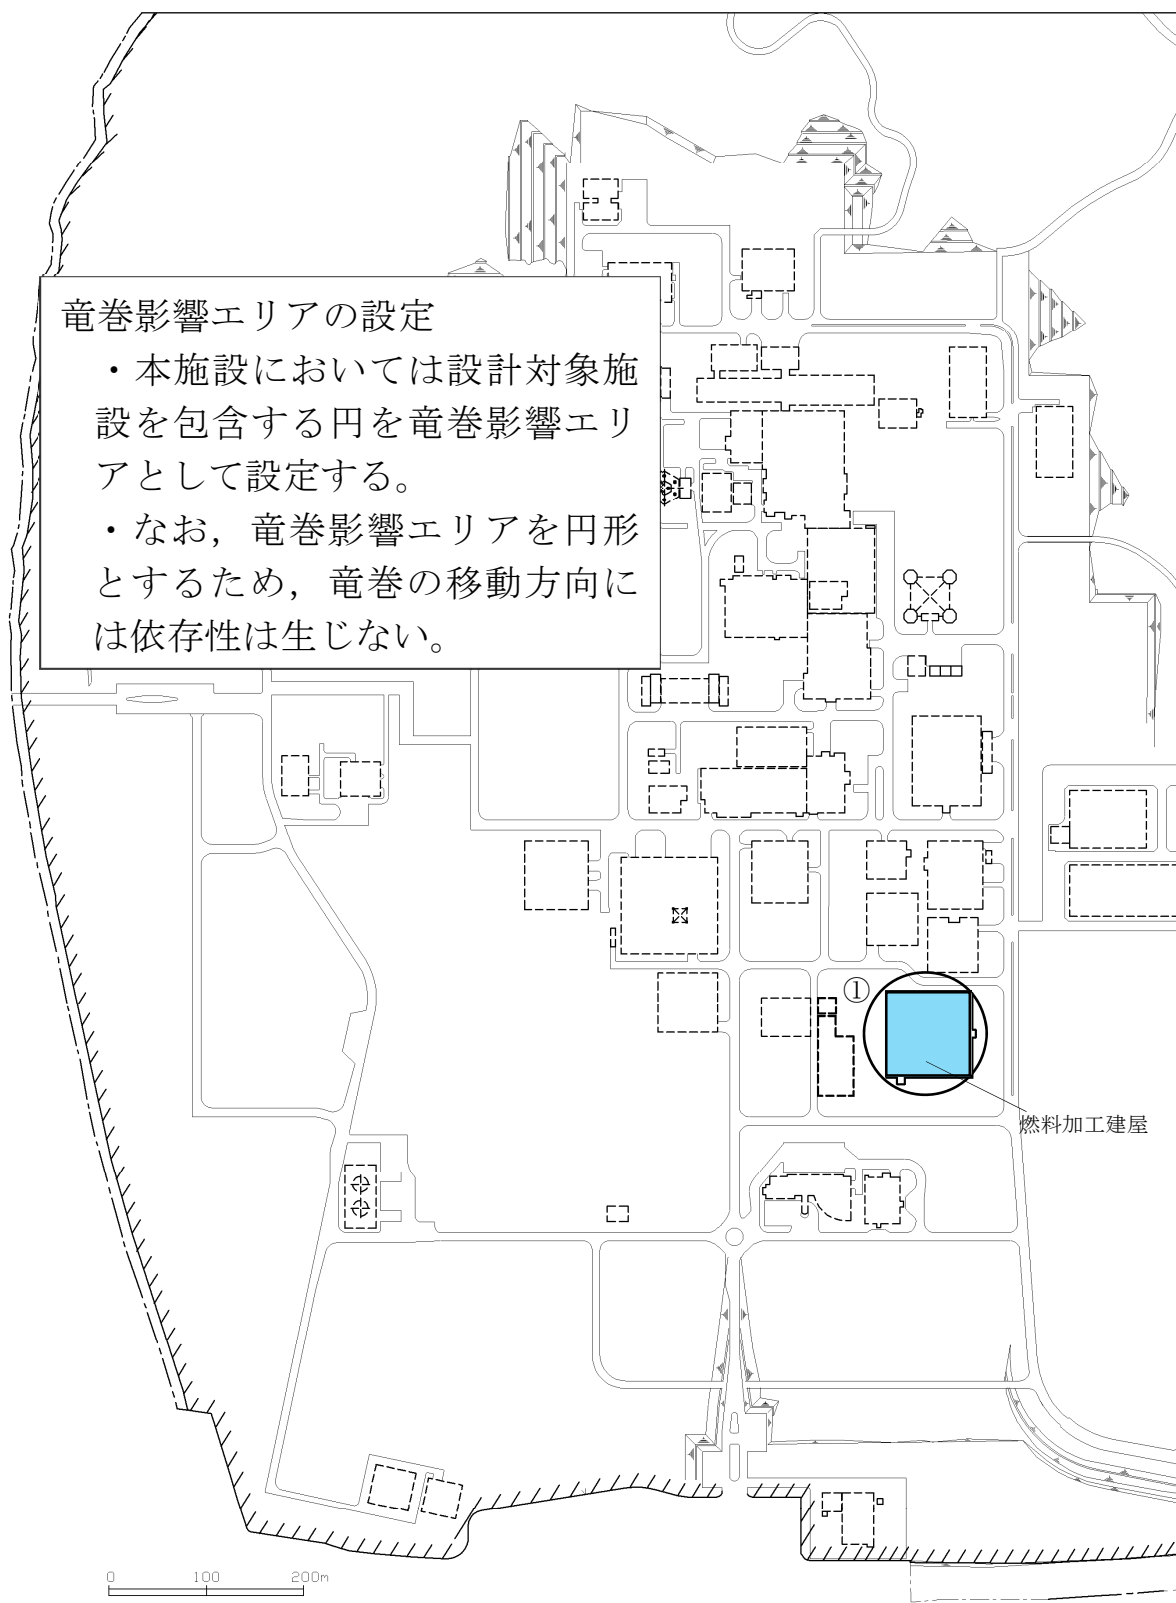 竜巻影響エリアの設定
・本施設においては設計対象施
設を包含する円を竜巻影響エリ
アとして設定する。
・なお，竜巻影響エリアを円形
とするため，竜巻の移動方向に
は依存性は生じない。
①
燃料加工建屋
0 100 200m